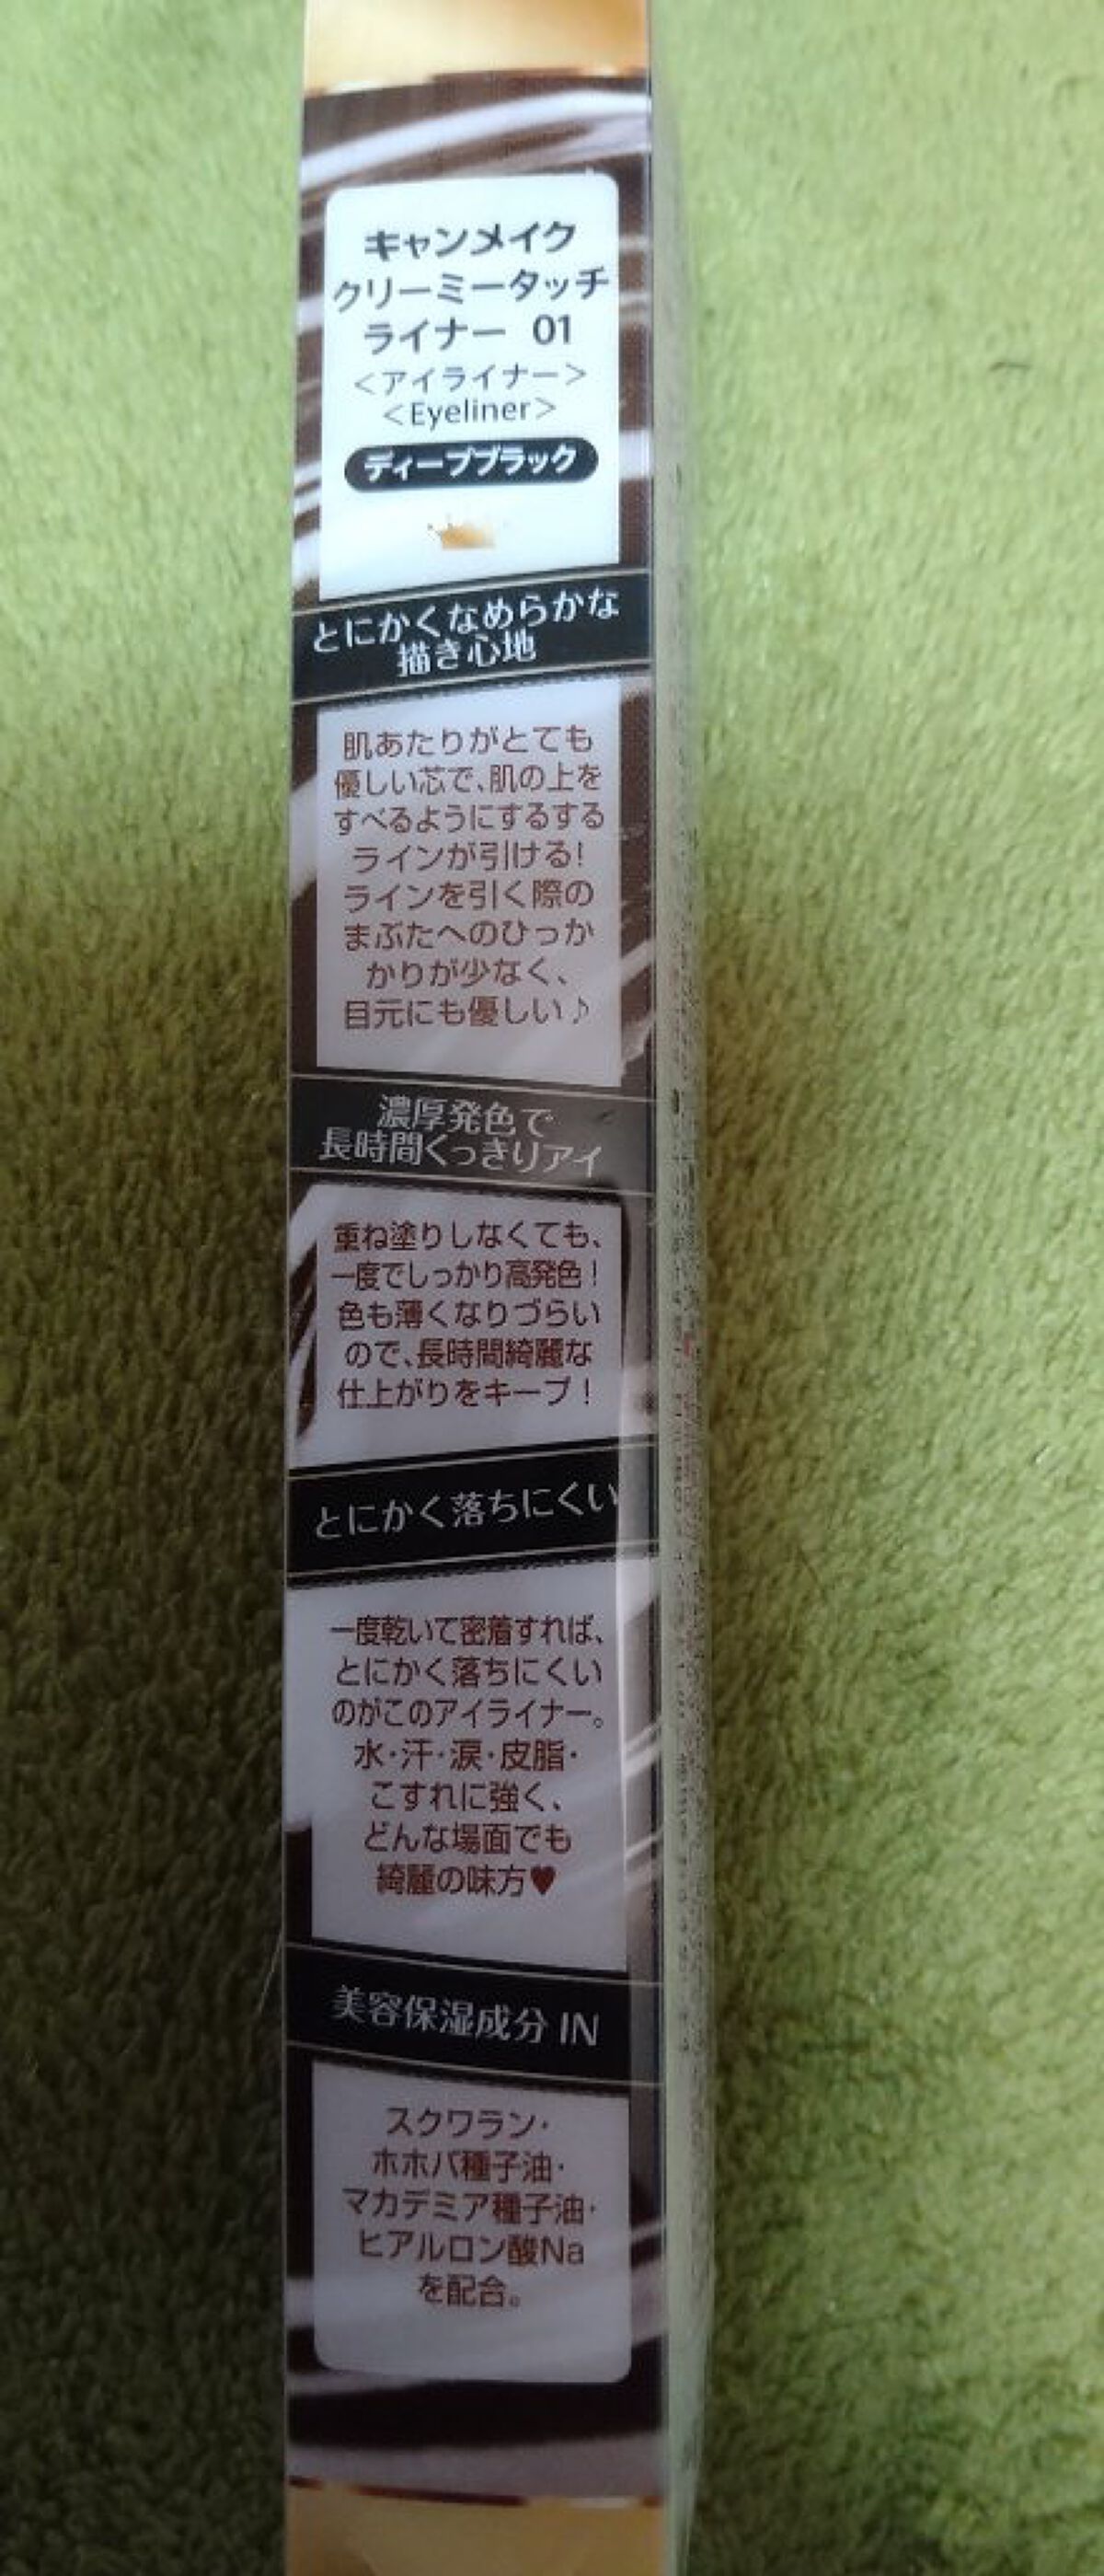 キャンメイク
クリーミータッチ
ライナー 01
＜アイライナー＞
＜Eyeliner＞
ディープブラック
とにかくなめらかな
描き心地
肌あたりがとても
優しい芯で、肌の上を
すべるようにするする
ラインが引ける!
ラインを引く際の
まぶたへのひっか
かりが少なく、
目元にも優しい♪
濃厚発色で
長時間くっきりアイ
重ね塗りしなくても、
一度でしっかり高発色!
色も薄くなりづらい
ので、長時間綺麗な
仕上がりをキープ!
とにかく落ちにくい
一度乾いて密着すれば、
とにかく落ちにくい
のがこのアイライナー。
水・汗・涙・皮脂・
こすれに強く、
どんな場面でも
綺麗の味方♥
美容保湿成分 IN
スクワラン・
ホホバ種子油・
マカデミア種子油・
ヒアルロン酸Na
を配合。